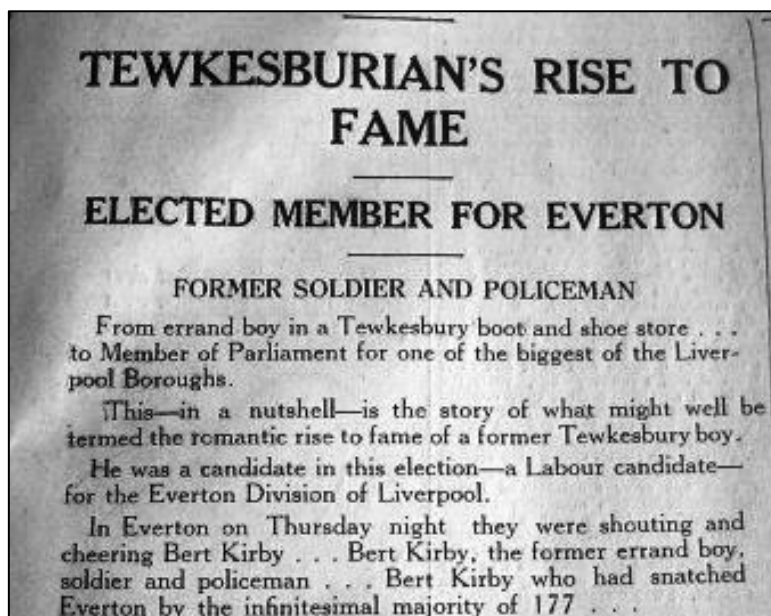 TEWKESBURIAN'S RISE TO
FAME
ELECTED MEMBER FOR EVERTON
FORMER SOLDIER AND POLICEMAN
From errand boy in a Tewkesbury boot and shoe store . . .
to Member of Parliament for one of the biggest of the Liver-
pool Boroughs.
This—in a nutshell—is the story of what might well be
termed the romantic rise to fame of a former Tewkesbury boy.
He was a candidate in this election—a Labour candidate—
for the Everton Division of Liverpool.
In Everton on Thursday night they were shouting and
cheering Bert Kirby . . . Bert Kirby, the former errand boy,
soldier and policeman . . . Bert Kirby who had snatched
Everton by the infinitesimal majority of 177 . . .